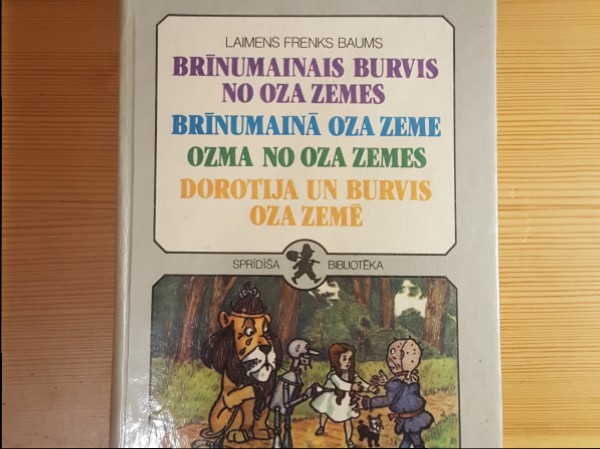 LAIMENS FRENKS BAUMS
BRĪNUMAINAIS BURVIS
NO OZA ZEMES
BRĪNUMAINĀ OZA ZEME
OZMA NO OZA ZEMES
DOROTIJA UN BURVIS
OZA ZEMĒ
SPRĪDĪŠA BIBLIOTĒKA